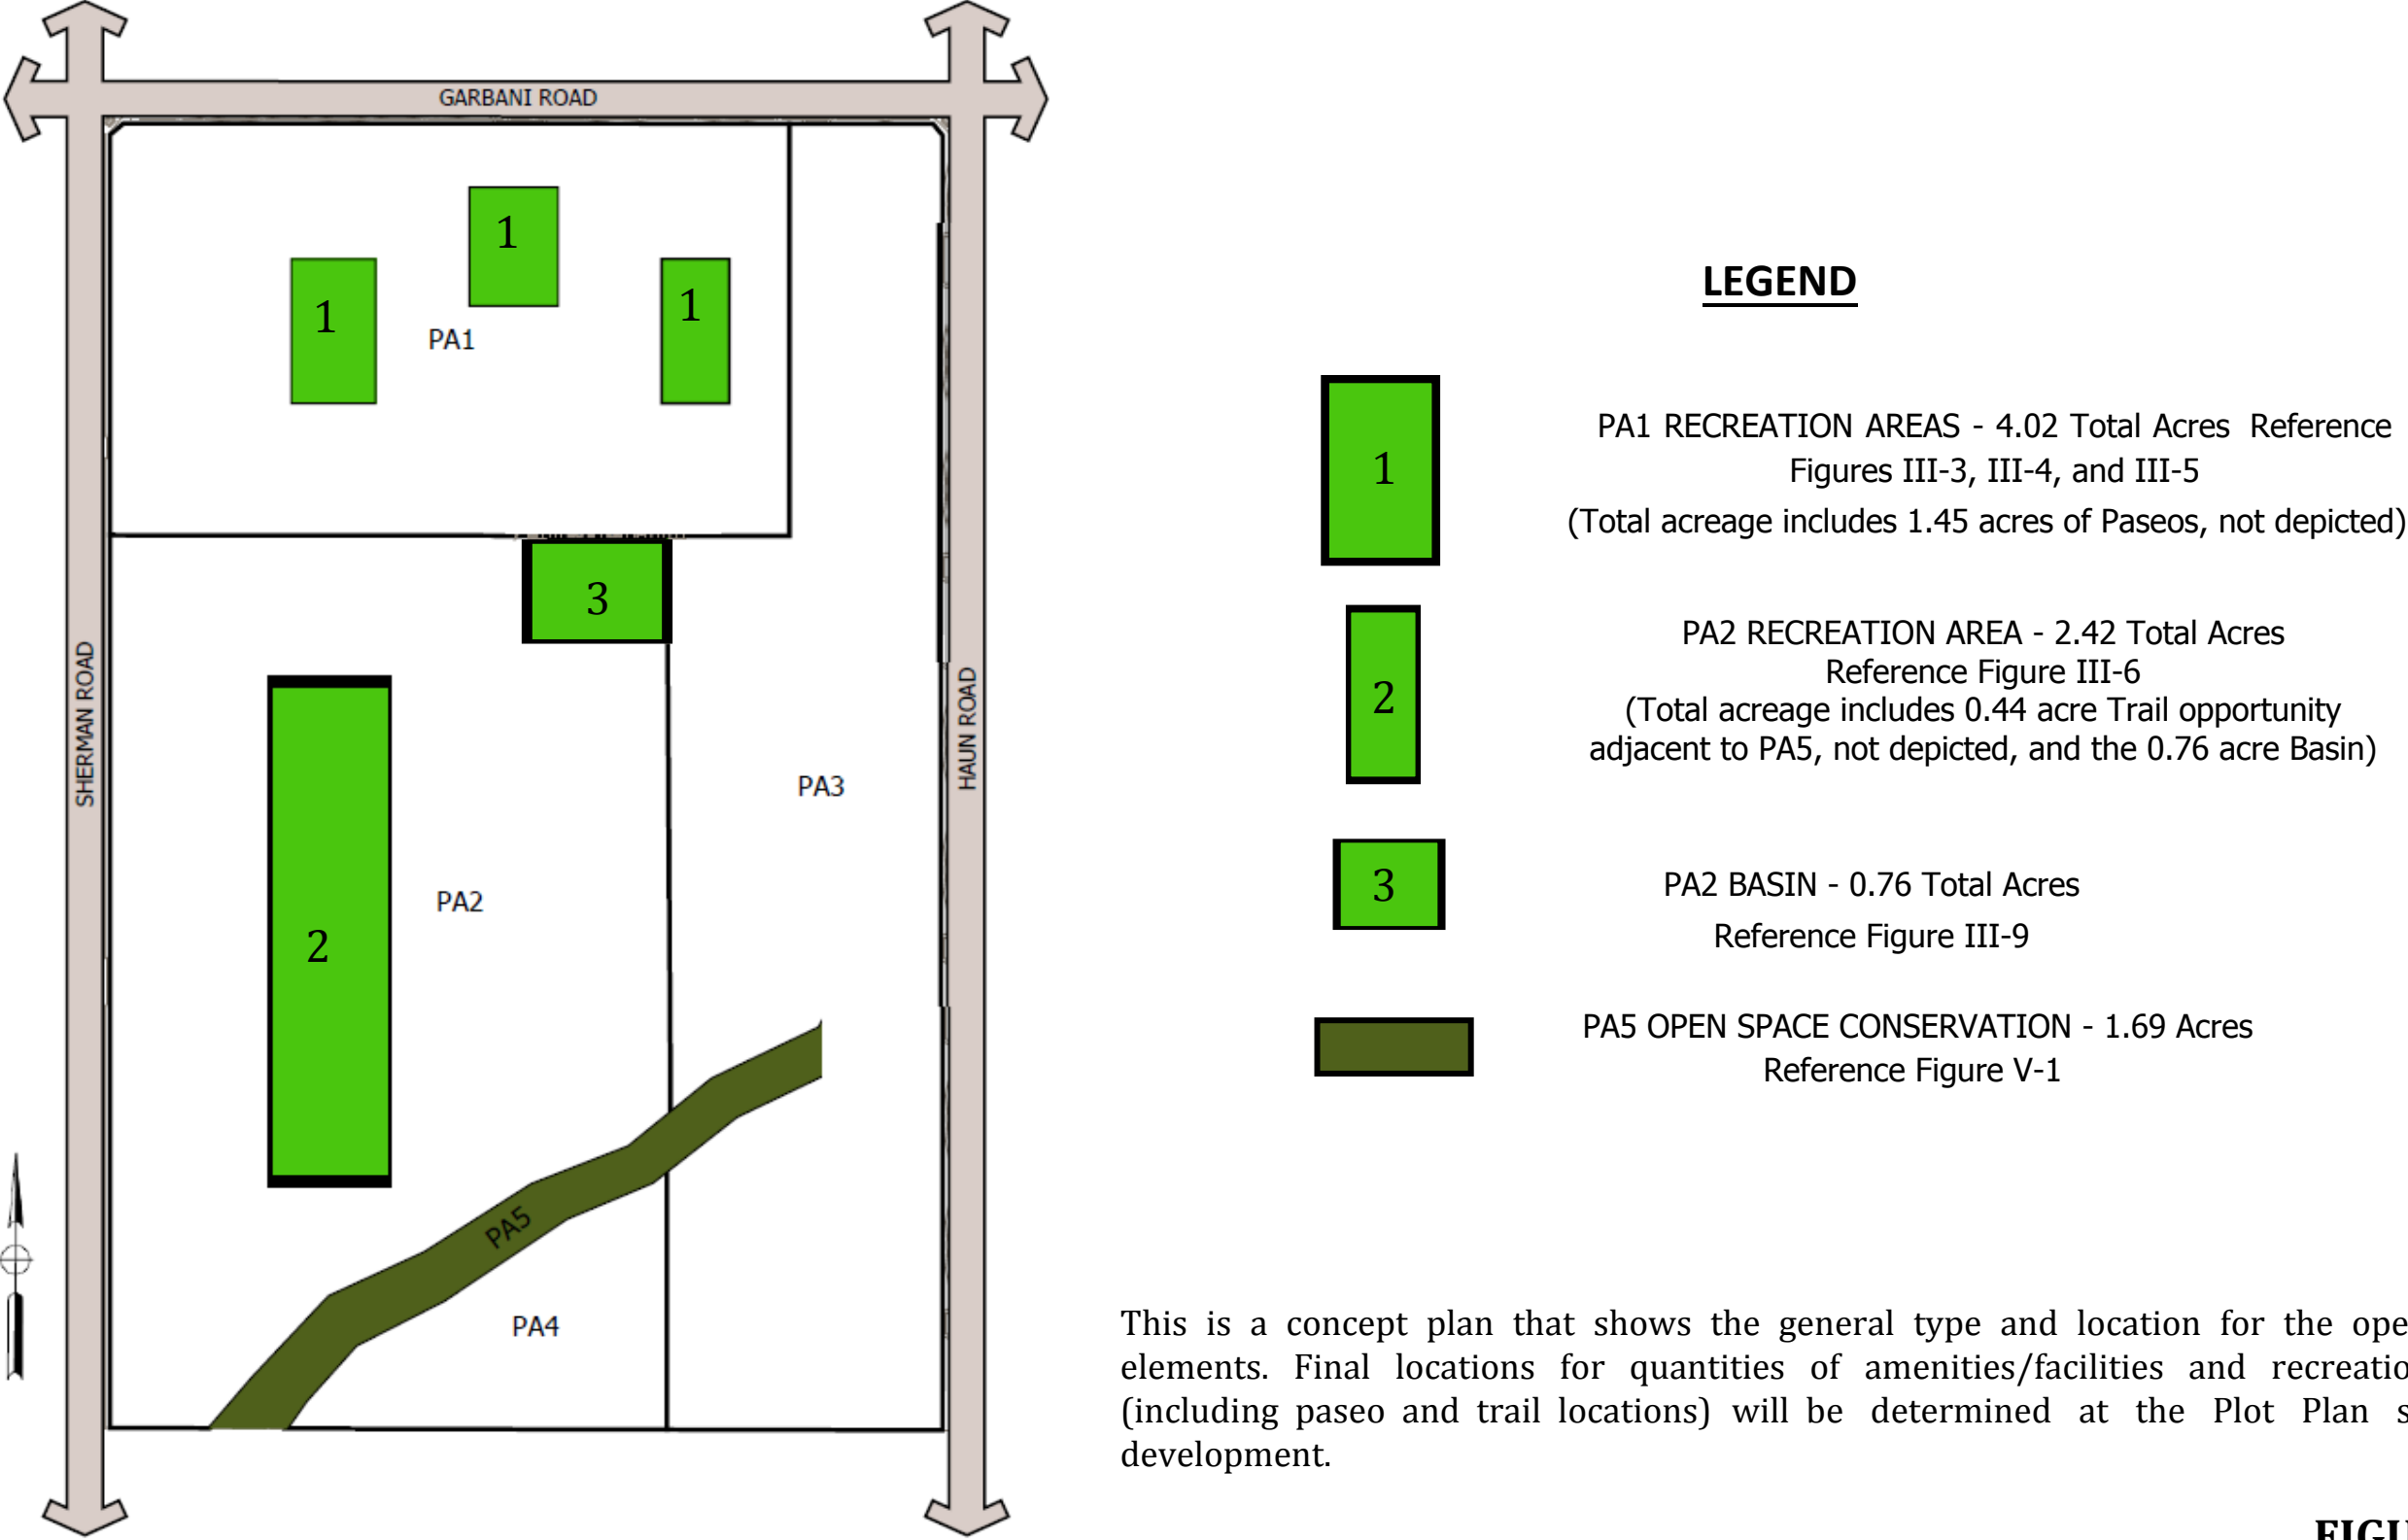 GARBANI ROAD
1
1
1
PA1
3
SHERMAN ROAD
HAUN ROAD
PA3
PA2
2
PA5
PA4
LEGEND
1
PA1 RECREATION AREAS - 4.02 Total Acres Reference
Figures III-3, III-4, and III-5
(Total acreage includes 1.45 acres of Paseos, not depicted)
2
PA2 RECREATION AREA - 2.42 Total Acres
Reference Figure III-6
(Total acreage includes 0.44 acre Trail opportunity
adjacent to PA5, not depicted, and the 0.76 acre Basin)
3
PA2 BASIN - 0.76 Total Acres
Reference Figure III-9
PA5 OPEN SPACE CONSERVATION - 1.69 Acres
Reference Figure V-1
This is a concept plan that shows the general type and location for the ope
elements. Final locations for quantities of amenities/facilities and recreatio
(including paseo and trail locations) will be determined at the Plot Plan s
development.